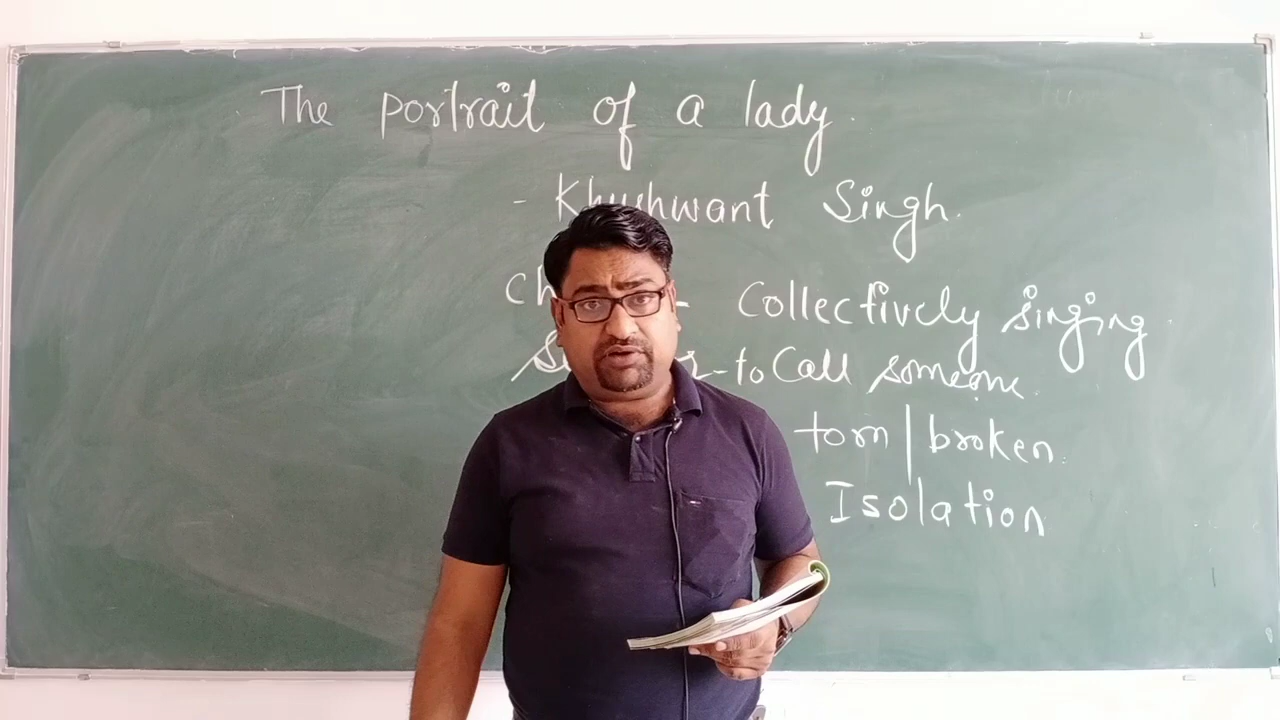 The portrait of a lady.
- Khushwant Singh.
- Collectively singing.
- to Call someone.
torn | broken.
Isolation